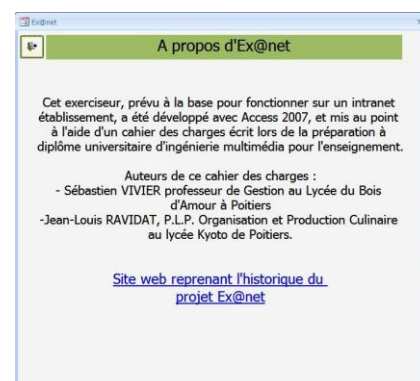 Ex@net
A propos d'Ex@net
Cet exerciseur, prévu à la base pour fonctionner sur un intranet
établissement, a été développé avec Access 2007, et mis au point
à l'aide d'un cahier des charges écrit lors de la préparation à
diplôme universitaire d'ingénierie multimédia pour l'enseignement.
Auteurs de ce cahier des charges :
- Sébastien VIVIER professeur de Gestion au Lycée du Bois
d'Amour à Poitiers
-Jean-Louis RAVIDAT, P.L.P. Organisation et Production Culinaire
au lycée Kyoto de Poitiers.
Site web reprenant l'historique du
projet Ex@net